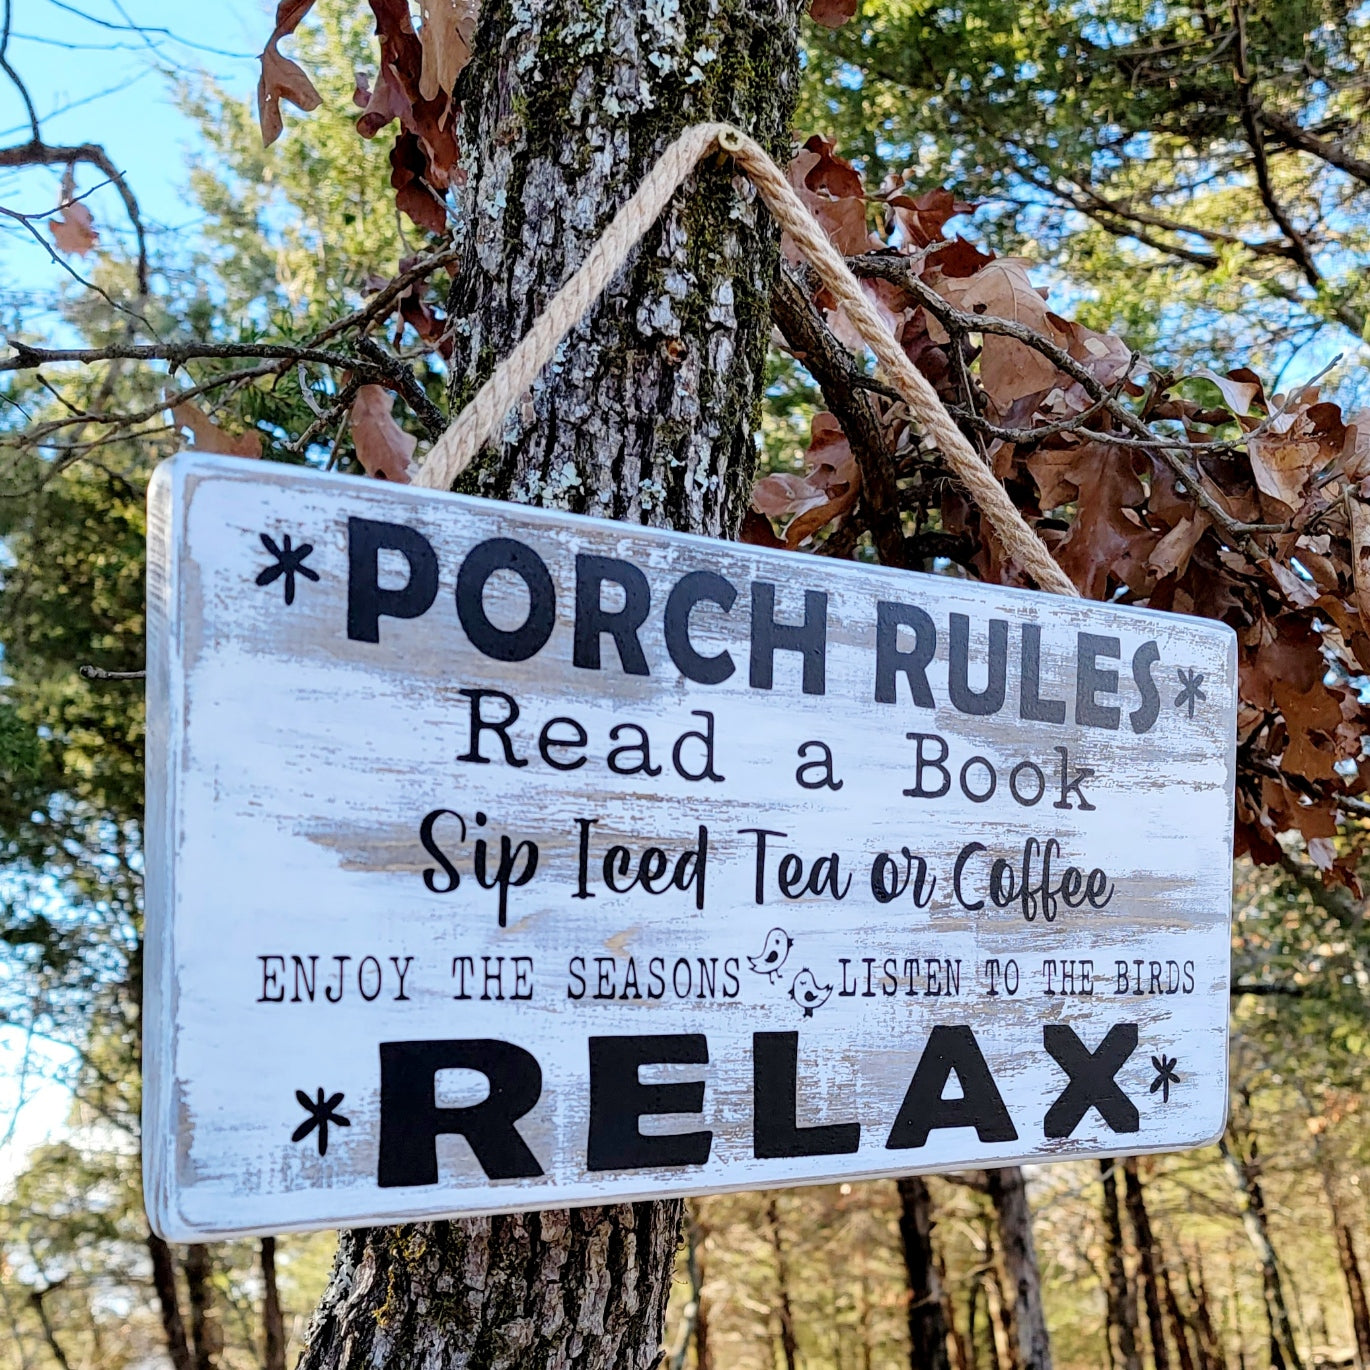 *PORCH RULES*
Read a Book
Sip Iced Tea or Coffee
ENJOY THE SEASONS LISTEN TO THE BIRDS
*RELAX*